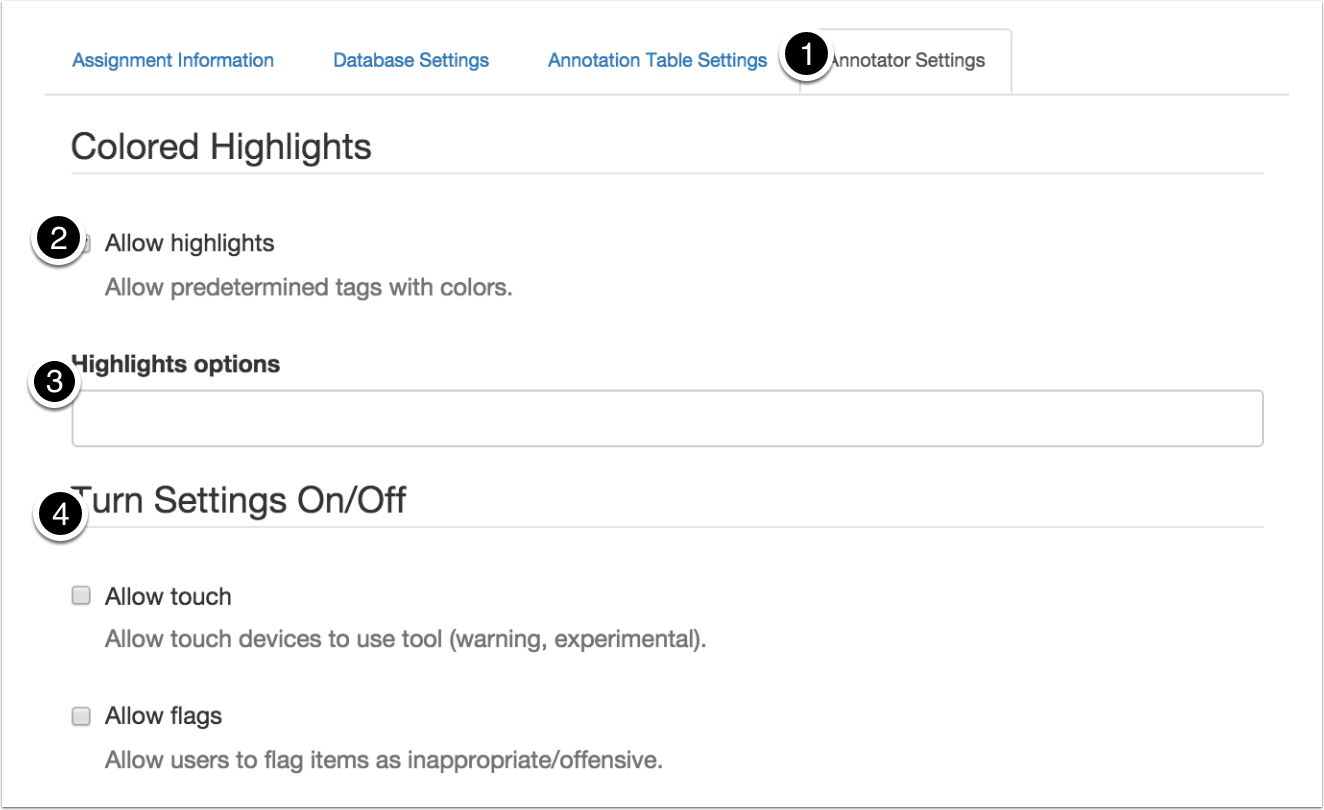 Assignment Information Database Settings Annotation Table Settings 1 Annotator Settings
Colored Highlights
2 Allow highlights
Allow predetermined tags with colors.
Highlights options
3
Turn Settings On/Off
4
Allow touch
Allow touch devices to use tool (warning, experimental).
Allow flags
Allow users to flag items as inappropriate/offensive.